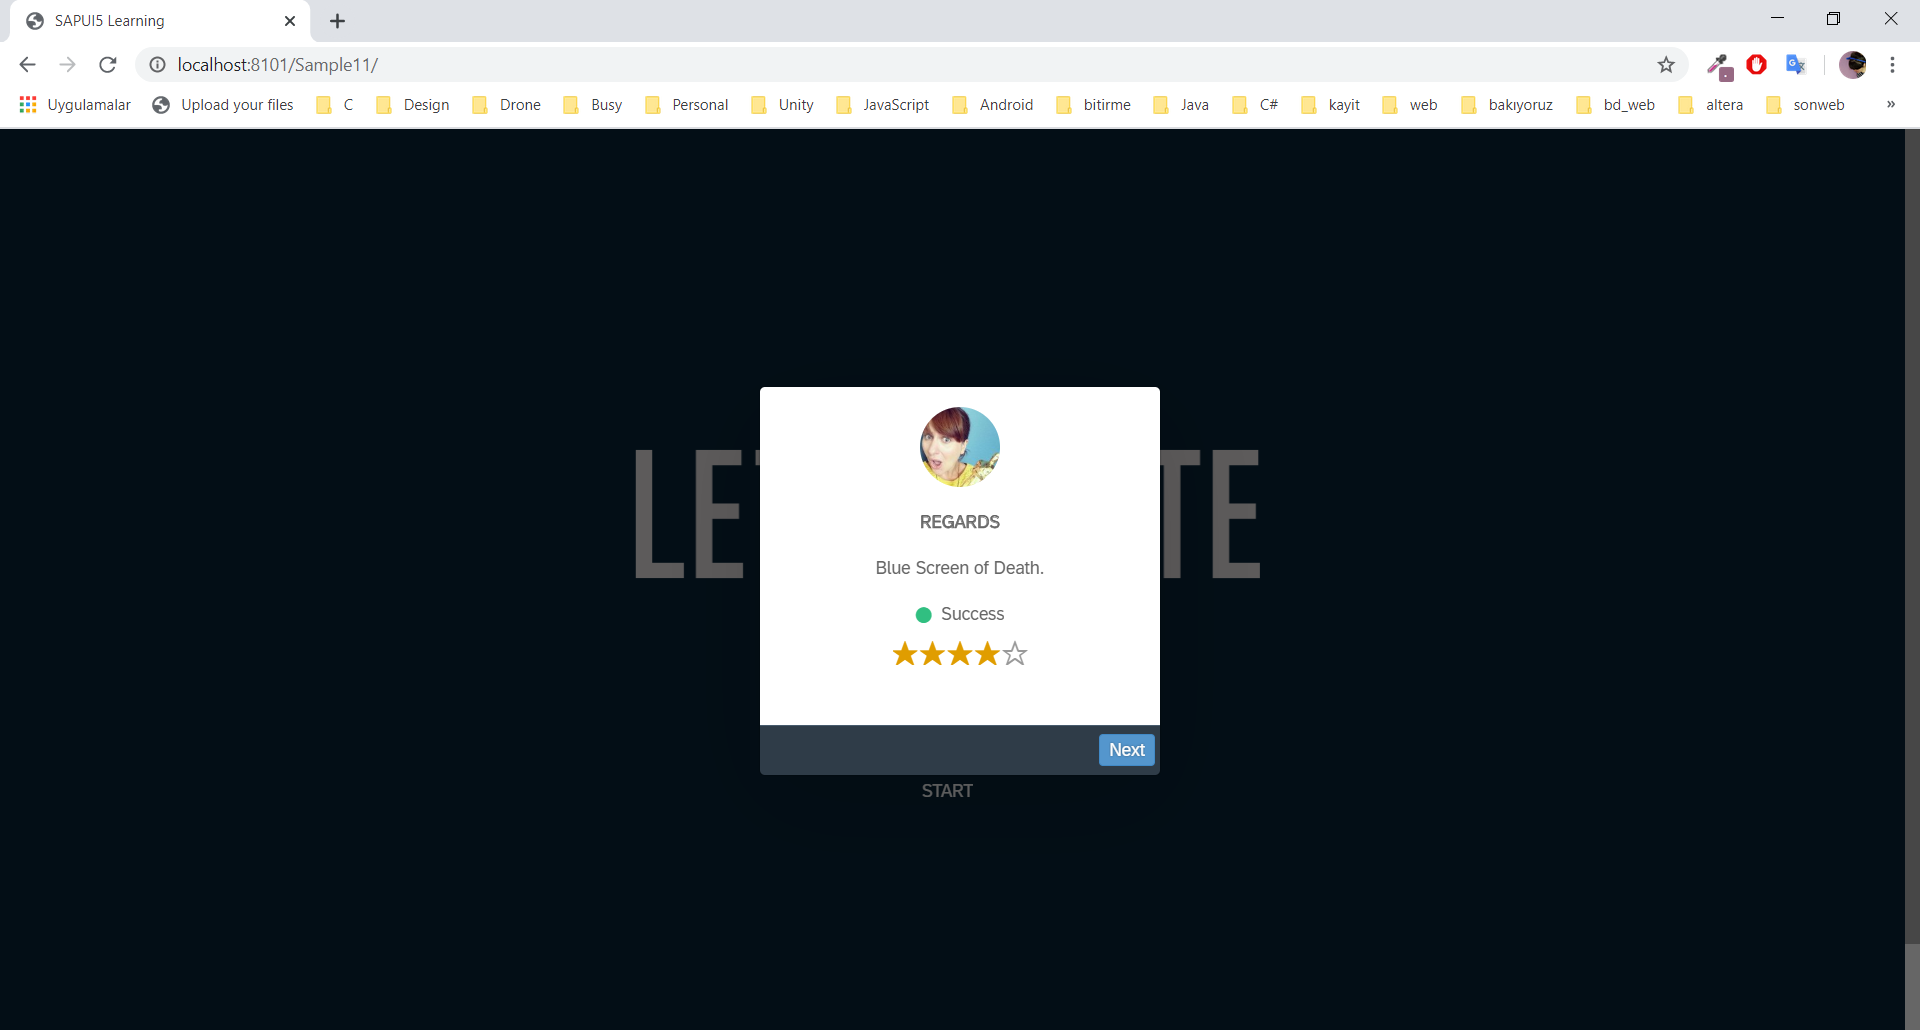 SAPUI5 Learning
localhost:8101/Sample11/
Uygulamalar Upload your files C Design Drone Busy Personal Unity JavaScript Android bitirme Java C# kayit web bakıyoruz bd_web altera sonweb »
LE TE
REGARDS
Blue Screen of Death.
Success
Next
START